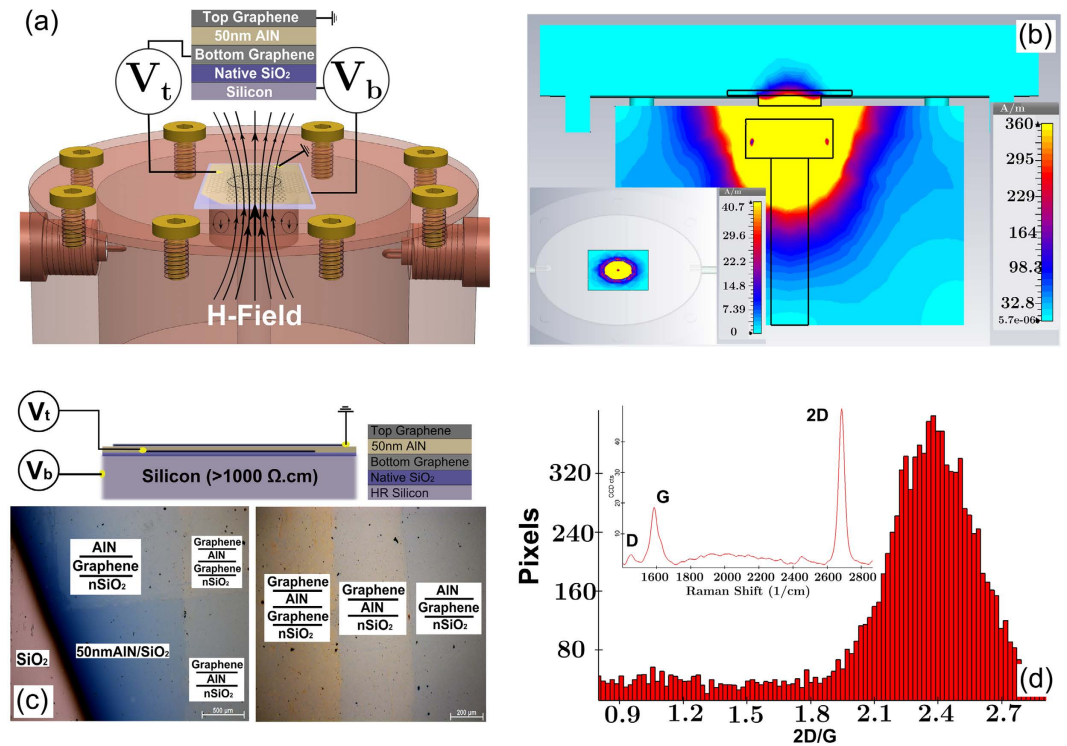 (a)
Top Graphene
50nm AlN
Bottom Graphene
Native SiO₂
Silicon
Vt
Vb
H-Field
(b)
A/m
360
295
229
164
98.3
32.8
5.7e-06
A/m
40.7
29.6
22.2
14.8
7.39
0
Vt
Vb
Silicon (>1000 Ω.cm)
Top Graphene
50nm AlN
Bottom Graphene
Native SiO₂
HR Silicon
AlN
Graphene
nSiO₂
Graphene
AlN
Graphene
nSiO₂
50nmAlN/SiO₂
SiO₂
Graphene
AlN
nSiO₂
(c)
500 µm
Graphene
AlN
Graphene
nSiO₂
Graphene
AlN
nSiO₂
AlN
Graphene
nSiO₂
200 µm
Pixels
320
240
160
80
0.9 1.2 1.5 1.8 2.1 2.4 2.7
2D/G
(d)
CCD cts
40
20
0
D
G
2D
1600 1800 2000 2200 2400 2600 2800
Raman Shift (1/cm)